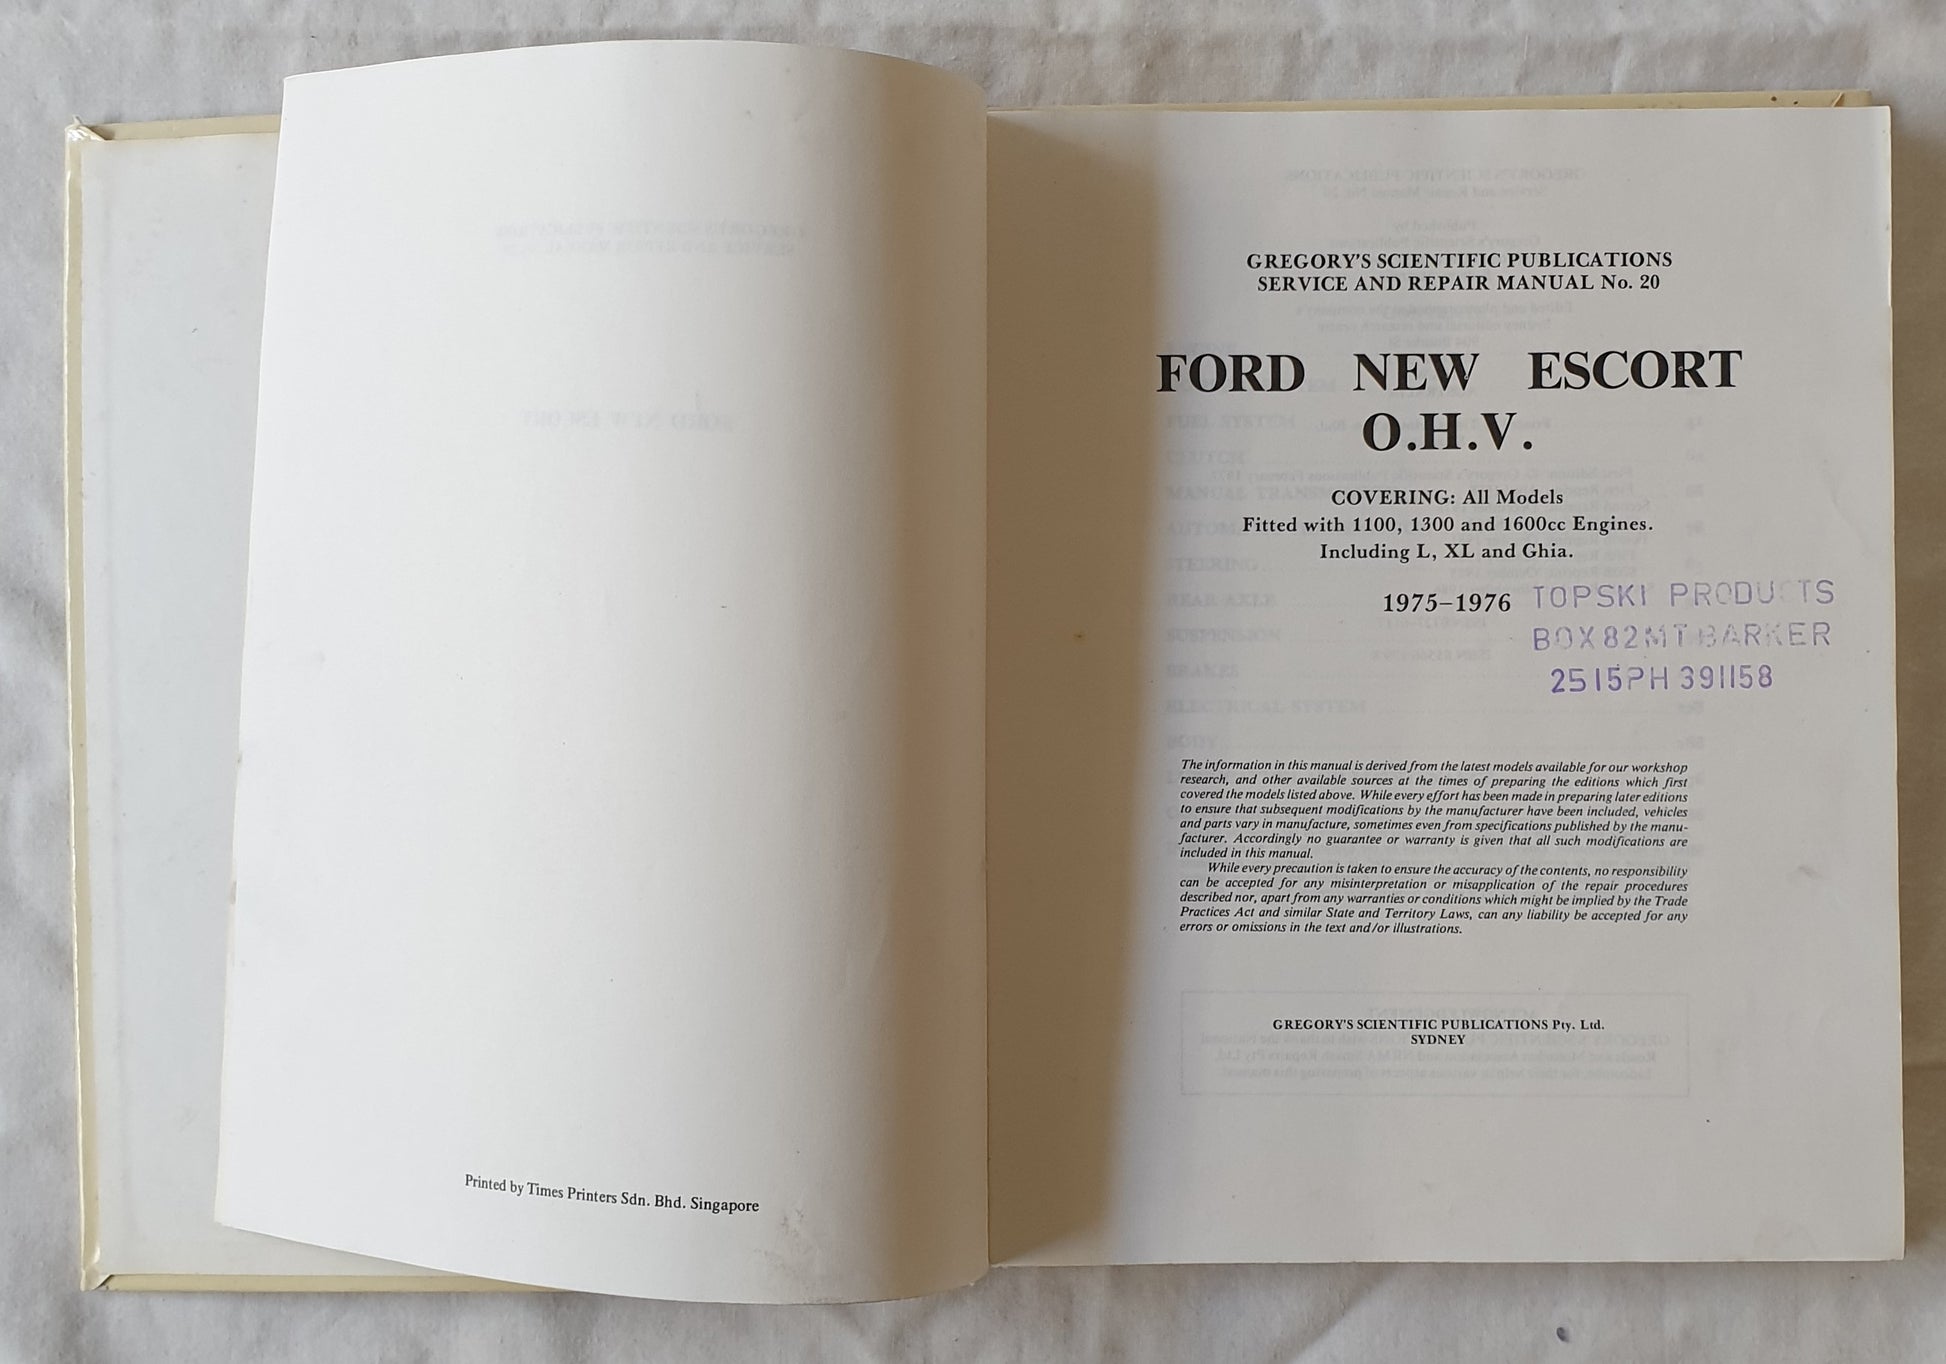 Printed by Times Printers Sdn. Bhd. Singapore
GREGORY'S SCIENTIFIC PUBLICATIONS
SERVICE AND REPAIR MANUAL No. 20
FORD NEW ESCORT
O.H.V.
COVERING: All Models
Fitted with 1100, 1300 and 1600cc Engines.
Including L, XL and Ghia.
1975–1976
TOPSKI PRODUCTS
BOX 82 MT BARKER
2515 PH 391158
The information in this manual is derived from the latest models available for our workshop
research, and other available sources at the times of preparing the editions which first
covered the models listed above. While every effort has been made in preparing later editions
to ensure that subsequent modifications by the manufacturer have been included, vehicles
and parts vary in manufacture, sometimes even from specifications published by the manu-
facturer. Accordingly no guarantee or warranty is given that all such modifications are
included in this manual.
While every precaution is taken to ensure the accuracy of the contents, no responsibility
can be accepted for any misinterpretation or misapplication of the repair procedures
described nor, apart from any warranties or conditions which might be implied by the Trade
Practices Act and similar State and Territory Laws, can any liability be accepted for any
errors or omissions in the text and/or illustrations.
GREGORY'S SCIENTIFIC PUBLICATIONS Pty. Ltd.
SYDNEY